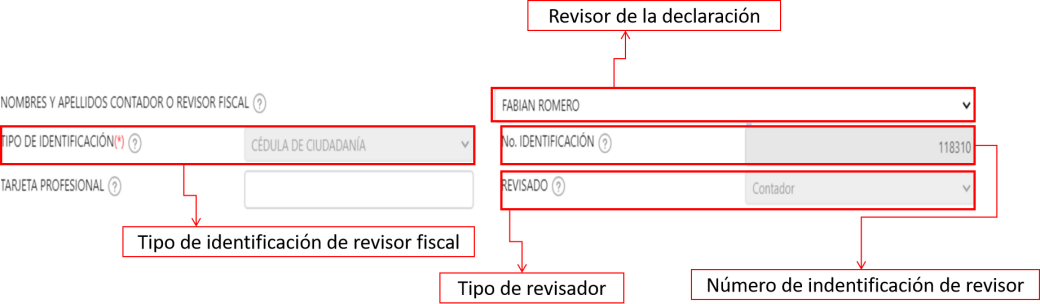 Revisor de la declaración
NOMBRES Y APELLIDOS CONTADOR O REVISOR FISCAL ?
FABIAN ROMERO
TIPO DE IDENTIFICACIÓN(*) ?
CÉDULA DE CIUDADANÍA
No. IDENTIFICACIÓN ?
118310
TARJETA PROFESIONAL ?
REVISADO ?
Contador
Tipo de identificación de revisor fiscal
Tipo de revisador
Número de indentificación de revisor